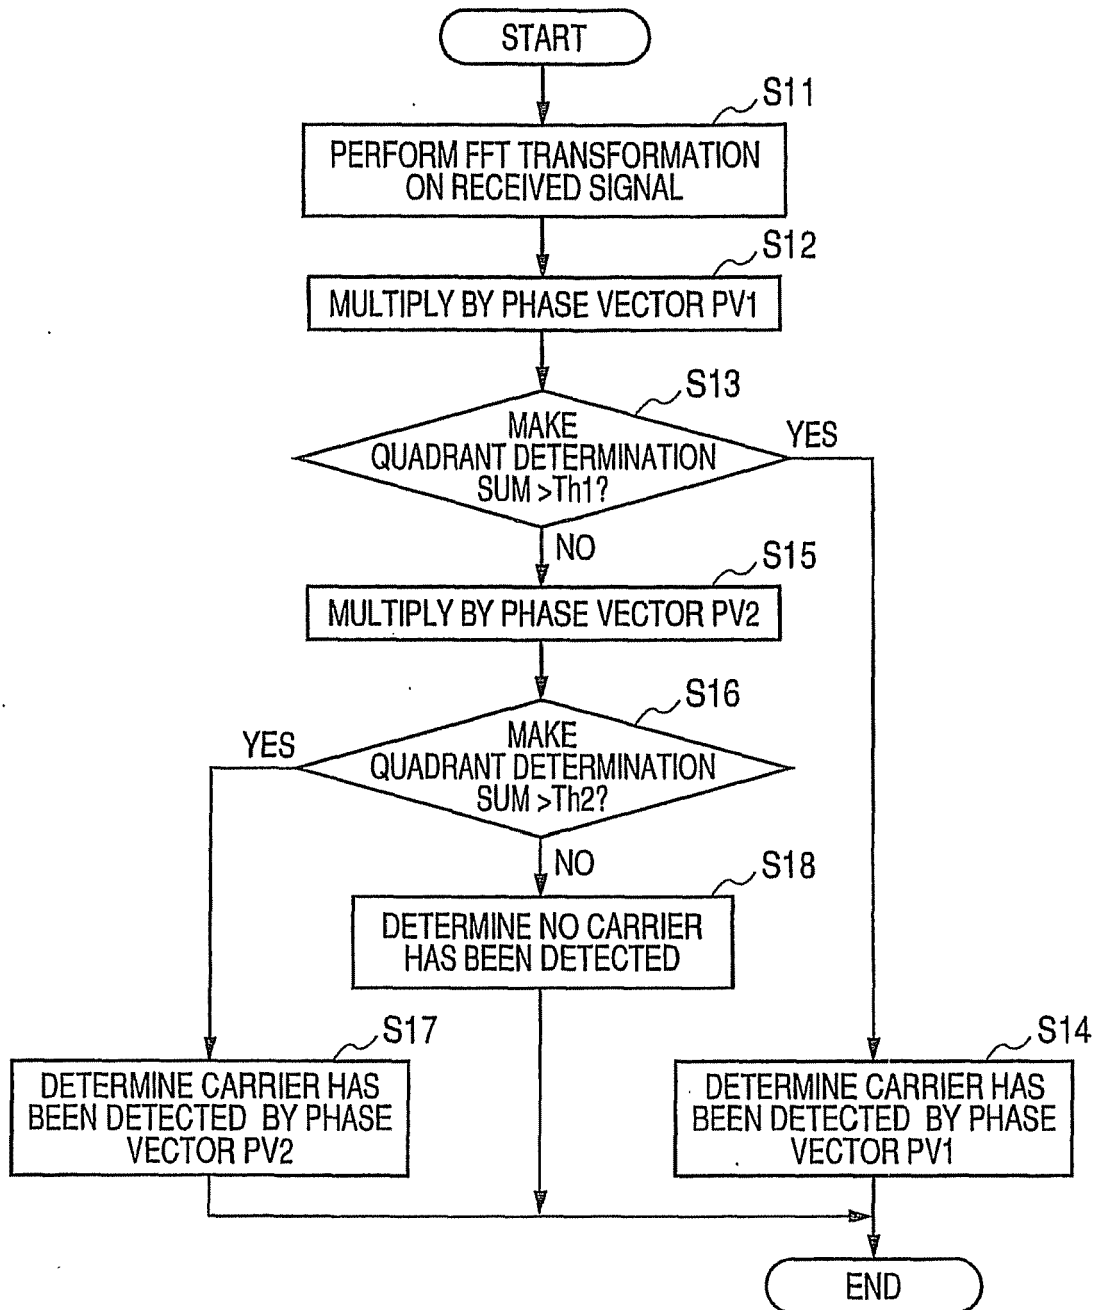 START
S11
PERFORM FFT TRANSFORMATION
ON RECEIVED SIGNAL
S12
MULTIPLY BY PHASE VECTOR PV1
S13
MAKE
QUADRANT DETERMINATION
SUM >Th1?
YES
NO
S15
MULTIPLY BY PHASE VECTOR PV2
S16
MAKE
QUADRANT DETERMINATION
SUM >Th2?
YES
NO
S18
DETERMINE NO CARRIER
HAS BEEN DETECTED
S17
DETERMINE CARRIER HAS
BEEN DETECTED BY PHASE
VECTOR PV2
S14
DETERMINE CARRIER HAS
BEEN DETECTED BY PHASE
VECTOR PV1
END